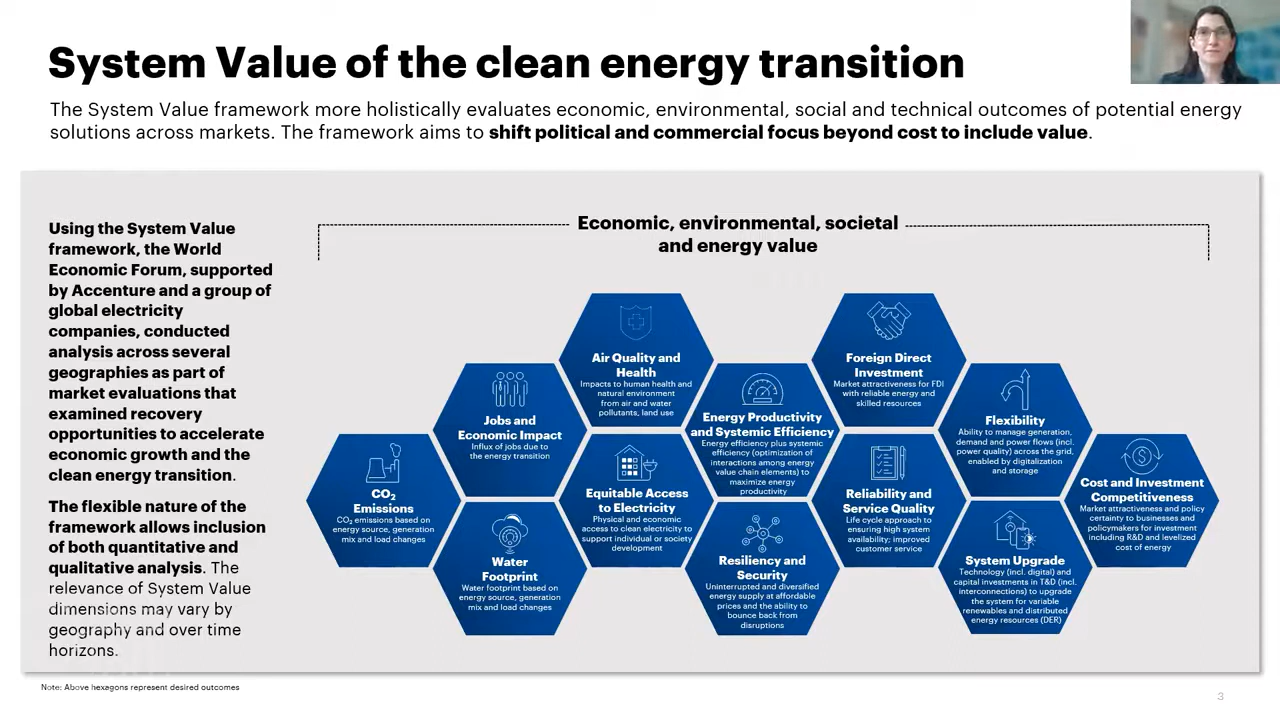 System Value of the clean energy transition
The System Value framework more holistically evaluates economic, environmental, social and technical outcomes of potential energy
solutions across markets. The framework aims to shift political and commercial focus beyond cost to include value.
Using the System Value
framework, the World
Economic Forum, supported
by Accenture and a group of
global electricity
companies, conducted
analysis across several
geographies as part of
market evaluations that
examined recovery
opportunities to accelerate
economic growth and the
clean energy transition.
The flexible nature of the
framework allows inclusion
of both quantitative and
qualitative analysis. The
relevance of System Value
dimensions may vary by
geography and over time
horizons.
Economic, environmental, societal
and energy value
CO₂
Emissions
CO₂ emissions based on
energy source, generation
mix and load changes
Jobs and
Economic Impact
Influx of jobs due to
the energy transition
Water
Footprint
Water footprint based on
energy source, generation
mix and load changes
Air Quality and
Health
Impacts to human health and
natural environment
from air and water
pollutants, land use
Equitable Access
to Electricity
Physical and economic
access to clean electricity to
support individual or society
development
Energy Productivity
and Systemic Efficiency
Energy efficiency plus systemic
efficiency (optimization of
interactions among energy
value chain elements) to
maximize energy
productivity
Resiliency and
Security
Uninterrupted and diversified
energy supply at affordable
prices and the ability to
bounce back from
disruptions
Foreign Direct
Investment
Market attractiveness for FDI
with reliable energy and
skilled resources
Reliability and
Service Quality
Life cycle approach to
ensuring high system
availability; improved
customer service
Flexibility
Ability to manage generation,
demand and power flows (incl.
power quality) across the grid,
enabled by digitalization
and storage
System Upgrade
Technology (incl. digital) and
capital investments in T&D (incl.
interconnections) to upgrade
the system for variable
renewables and distributed
energy resources (DER)
Cost and Investment
Competitiveness
Market attractiveness and policy
certainty to businesses and
policymakers for investment
including R&D and levelized
cost of energy
Note: Above hexagons represent desired outcomes
3